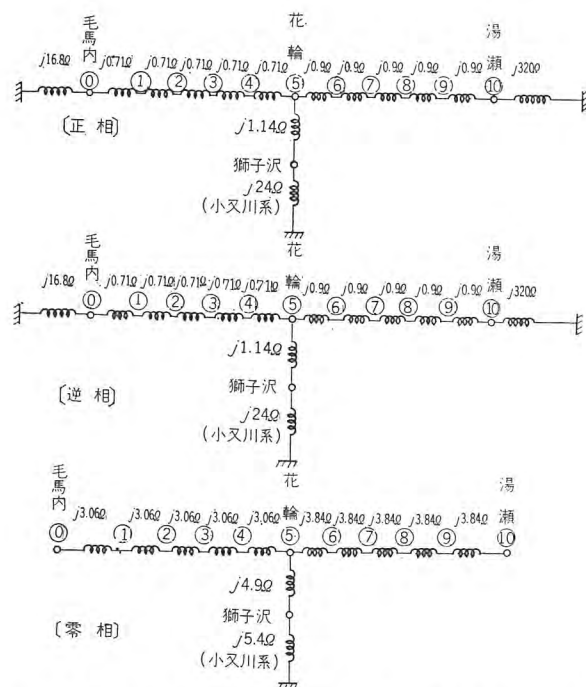 毛馬内
花輪
湯瀬
j16.8Ω j0.71Ω j0.71Ω j0.71Ω j0.71Ω j0.71Ω j0.9Ω j0.9Ω j0.9Ω j0.9Ω j0.9Ω j320Ω
⓪ ① ② ③ ④ ⑤ ⑥ ⑦ ⑧ ⑨ ⑩
j1.14Ω
〔正相〕
獅子沢
j24Ω
(小又川系)
毛馬内
花輪
湯瀬
j16.8Ω j0.71Ω j0.71Ω j0.71Ω j0.71Ω j0.71Ω j0.9Ω j0.9Ω j0.9Ω j0.9Ω j0.9Ω j320Ω
⓪ ① ② ③ ④ ⑤ ⑥ ⑦ ⑧ ⑨ ⑩
j1.14Ω
〔逆相〕
獅子沢
j24Ω
(小又川系)
毛馬内
花輪
湯瀬
j3.06Ω j3.06Ω j3.06Ω j3.06Ω j3.06Ω j3.84Ω j3.84Ω j3.84Ω j3.84Ω j3.84Ω
⓪ ① ② ③ ④ ⑤ ⑥ ⑦ ⑧ ⑨ ⑩
j4.9Ω
〔零相〕
獅子沢
j5.4Ω
(小又川系)